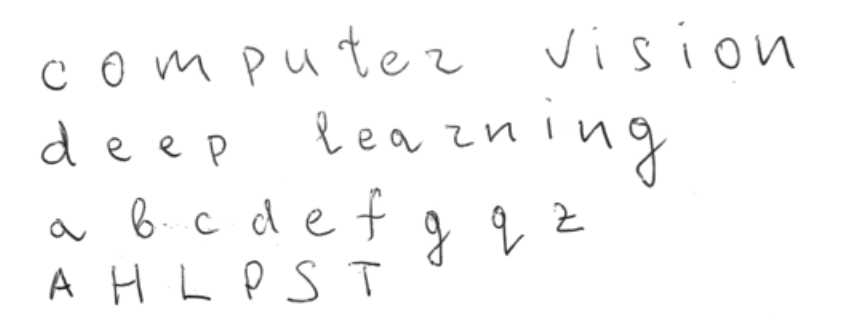 computer vision
deep learning
a b c d e f g q z
A H L P S T